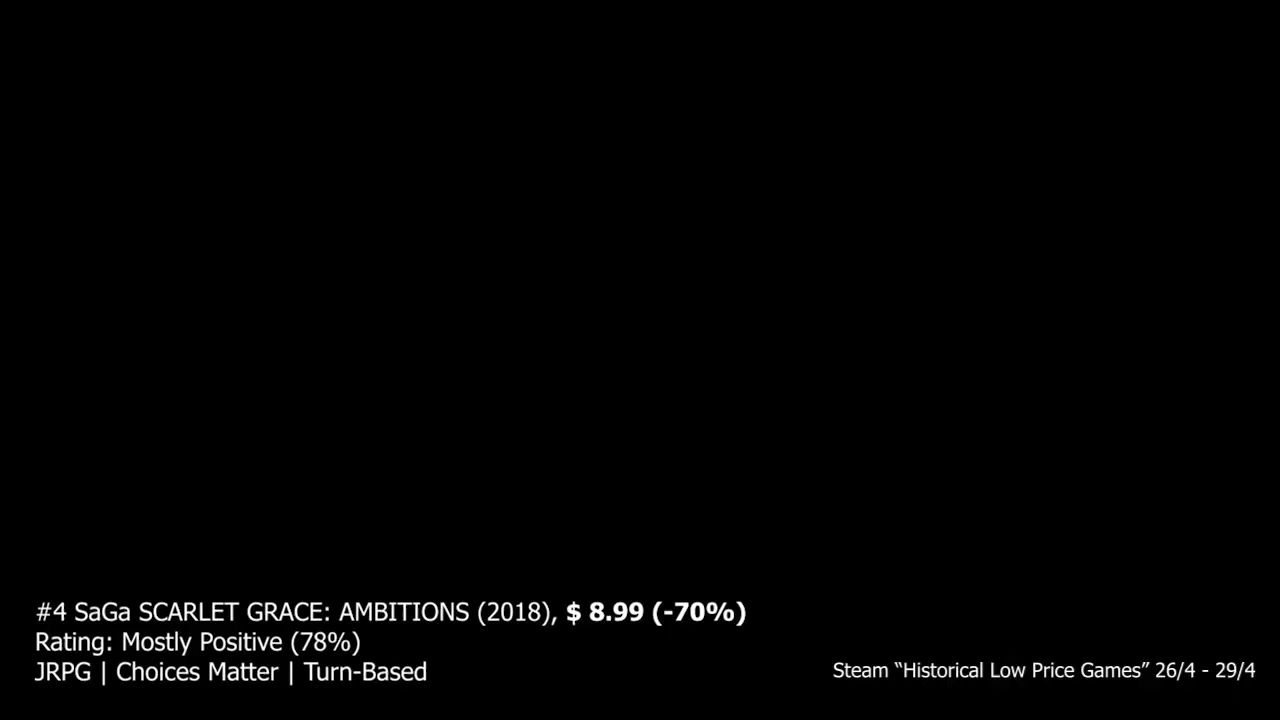 #4 SaGa SCARLET GRACE: AMBITIONS (2018), $ 8.99 (-70%)
Rating: Mostly Positive (78%)
JRPG | Choices Matter | Turn-Based
Steam “Historical Low Price Games” 26/4 - 29/4